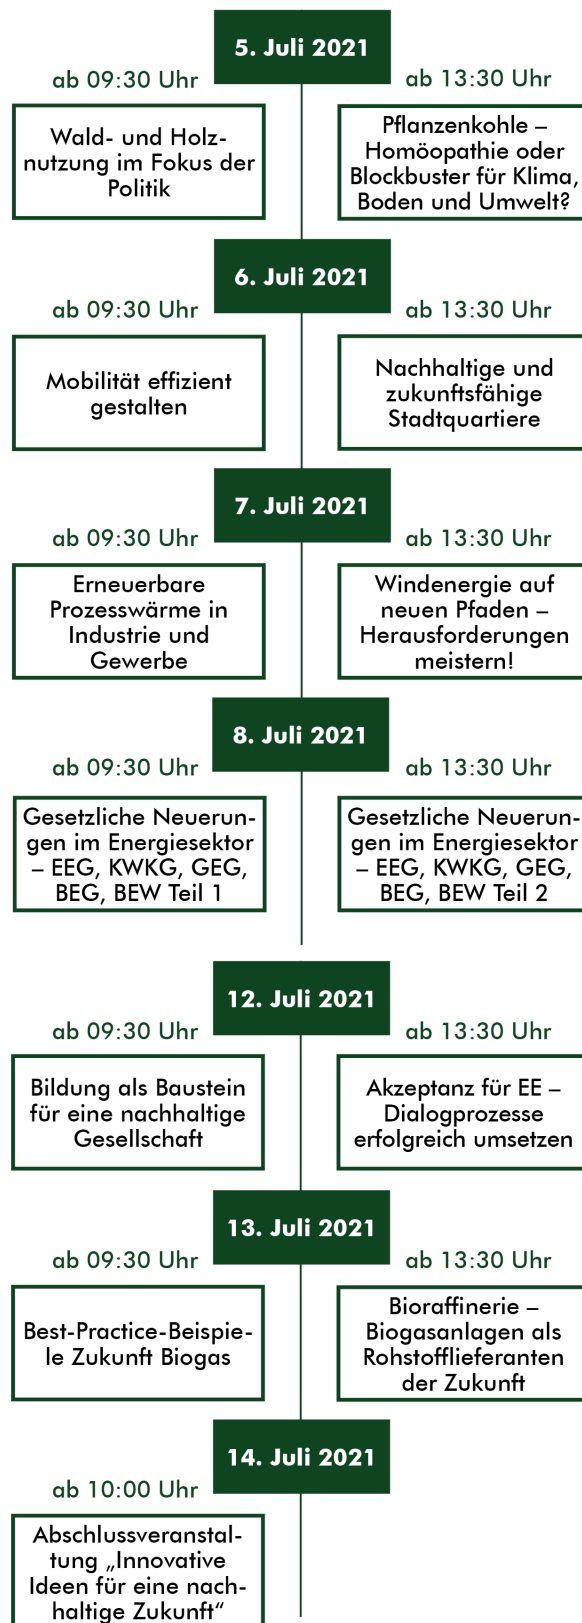 5. Juli 2021
ab 09:30 Uhr
Wald- und Holz-
nutzung im Fokus der
Politik
ab 13:30 Uhr
Pflanzenkohle –
Homöopathie oder
Blockbuster für Klima,
Boden und Umwelt?
6. Juli 2021
ab 09:30 Uhr
Mobilität effizient
gestalten
ab 13:30 Uhr
Nachhaltige und
zukunftsfähige
Stadtquartiere
7. Juli 2021
ab 09:30 Uhr
Erneuerbare
Prozesswärme in
Industrie und
Gewerbe
ab 13:30 Uhr
Windenergie auf
neuen Pfaden –
Herausforderungen
meistern!
8. Juli 2021
ab 09:30 Uhr
Gesetzliche Neuerun-
gen im Energiesektor
– EEG, KWKG, GEG,
BEG, BEW Teil 1
ab 13:30 Uhr
Gesetzliche Neuerun-
gen im Energiesektor
– EEG, KWKG, GEG,
BEG, BEW Teil 2
12. Juli 2021
ab 09:30 Uhr
Bildung als Baustein
für eine nachhaltige
Gesellschaft
ab 13:30 Uhr
Akzeptanz für EE –
Dialogprozesse
erfolgreich umsetzen
13. Juli 2021
ab 09:30 Uhr
Best-Practice-Beispie-
le Zukunft Biogas
ab 13:30 Uhr
Bioraffinerie –
Biogasanlagen als
Rohstofflieferanten
der Zukunft
14. Juli 2021
ab 10:00 Uhr
Abschlussveranstal-
tung „Innovative
Ideen für eine nach-
haltige Zukunft“